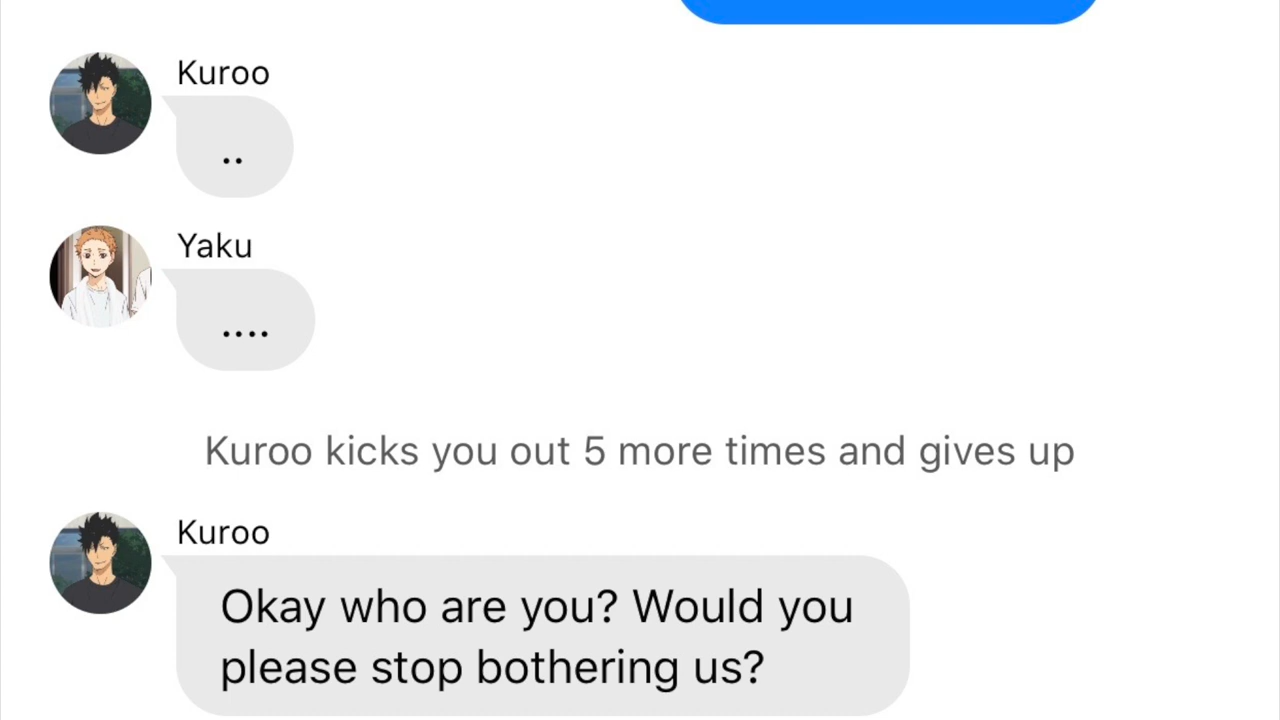 Kuroo
..
Yaku
....
Kuroo kicks you out 5 more times and gives up
Kuroo
Okay who are you? Would you
please stop bothering us?